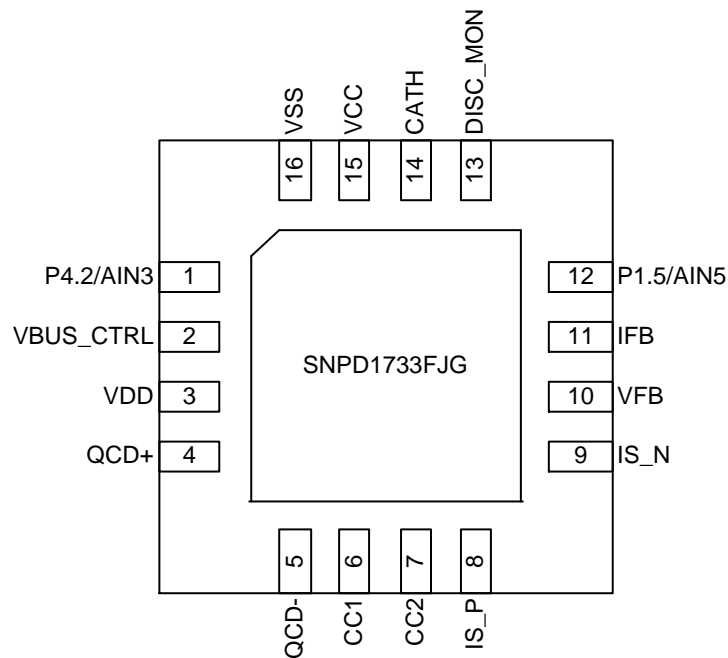 VSS
VCC
CATH
DISC_MON
16
15
14
13
P4.2/AIN3 1
12 P1.5/AIN5
VBUS_CTRL 2
11 IFB
SNPD1733FJG
VDD 3
10 VFB
QCD+ 4
9 IS_N
5
6
7
8
QCD-
CC1
CC2
IS_P